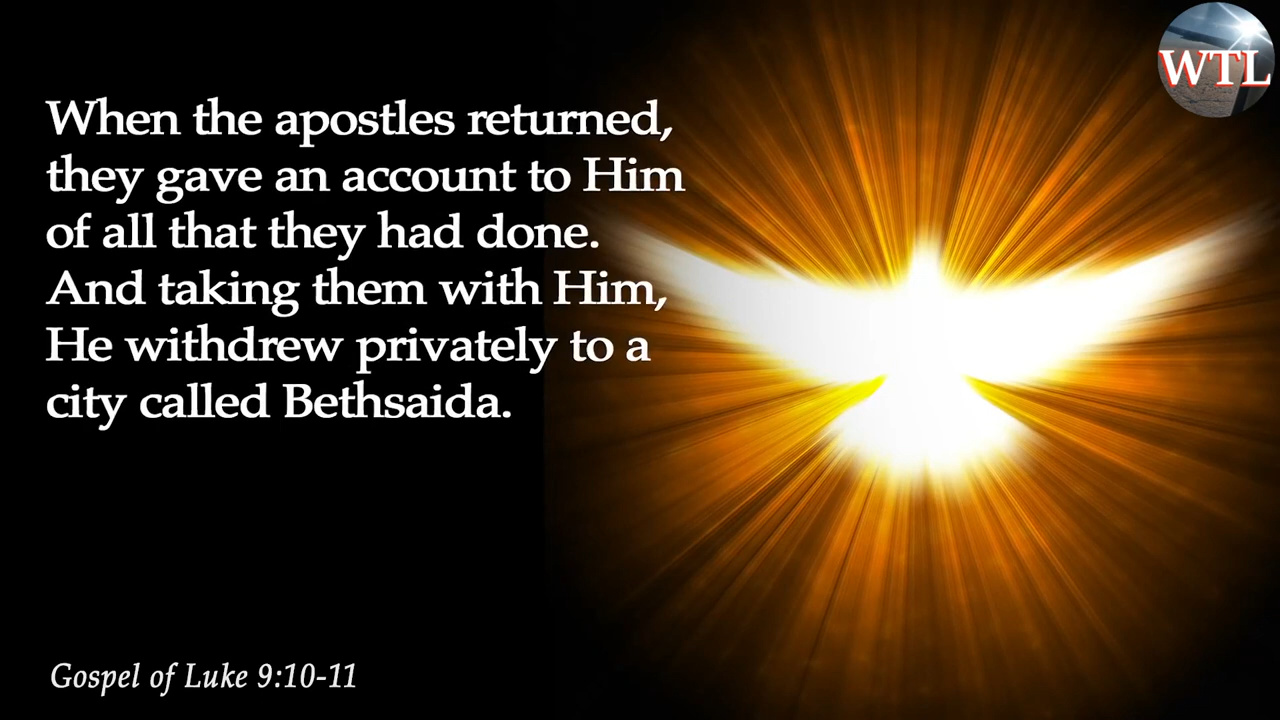 WTL
When the apostles returned,
they gave an account to Him
of all that they had done.
And taking them with Him,
He withdrew privately to a
city called Bethsaida.
Gospel of Luke 9:10-11